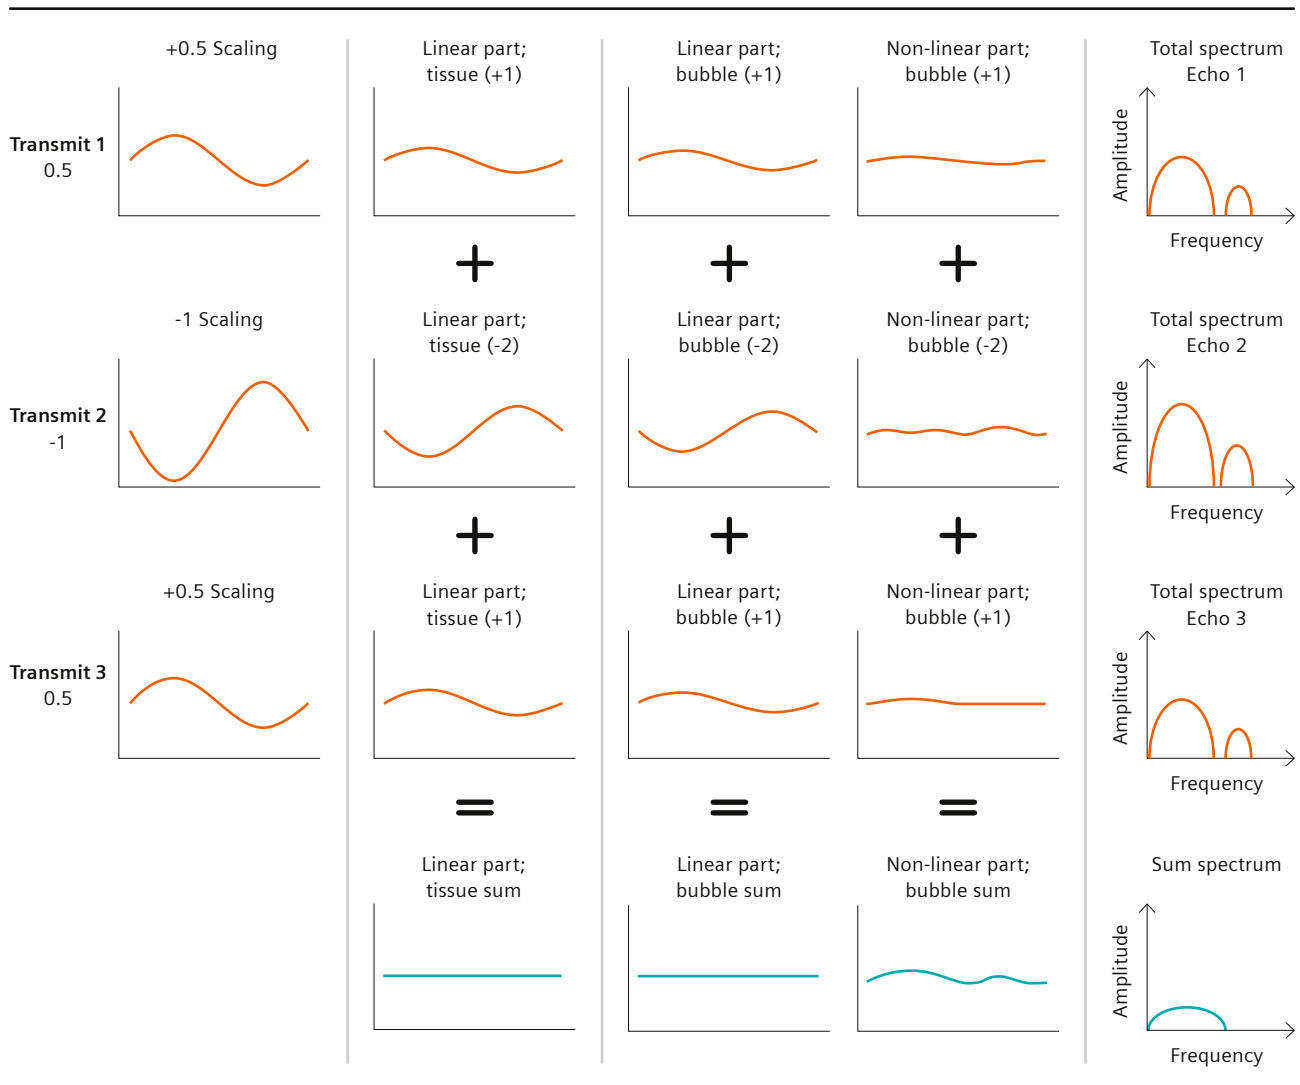 +0.5 Scaling
Linear part;
tissue (+1)
Linear part;
bubble (+1)
Non-linear part;
bubble (+1)
Total spectrum
Echo 1
Transmit 1
0.5
Amplitude
Frequency
-1 Scaling
Linear part;
tissue (-2)
Linear part;
bubble (-2)
Non-linear part;
bubble (-2)
Total spectrum
Echo 2
Transmit 2
-1
Amplitude
Frequency
+0.5 Scaling
Linear part;
tissue (+1)
Linear part;
bubble (+1)
Non-linear part;
bubble (+1)
Total spectrum
Echo 3
Transmit 3
0.5
Amplitude
Frequency
Linear part;
tissue sum
Linear part;
bubble sum
Non-linear part;
bubble sum
Sum spectrum
Amplitude
Frequency